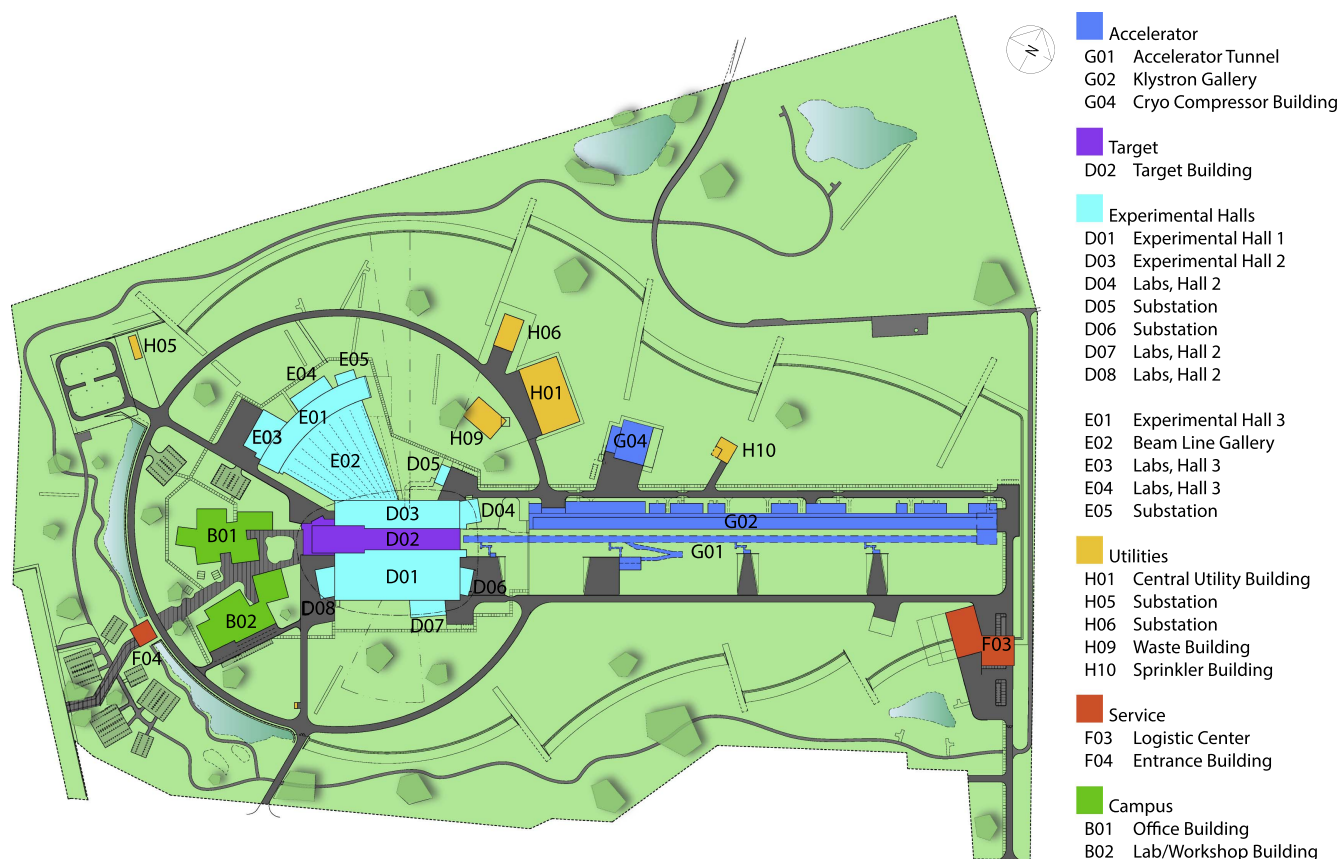 N
H06
H05
E05
E04
H01
E01
E03
H09
G04
H10
E02
D05
D03
D04
G02
B01
D02
G01
D01
D06
D08
B02
D07
F04
F03
Accelerator
G01 Accelerator Tunnel
G02 Klystron Gallery
G04 Cryo Compressor Building
Target
D02 Target Building
Experimental Halls
D01 Experimental Hall 1
D03 Experimental Hall 2
D04 Labs, Hall 2
D05 Substation
D06 Substation
D07 Labs, Hall 2
D08 Labs, Hall 2
E01 Experimental Hall 3
E02 Beam Line Gallery
E03 Labs, Hall 3
E04 Labs, Hall 3
E05 Substation
Utilities
H01 Central Utility Building
H05 Substation
H06 Substation
H09 Waste Building
H10 Sprinkler Building
Service
F03 Logistic Center
F04 Entrance Building
Campus
B01 Office Building
B02 Lab/Workshop Building